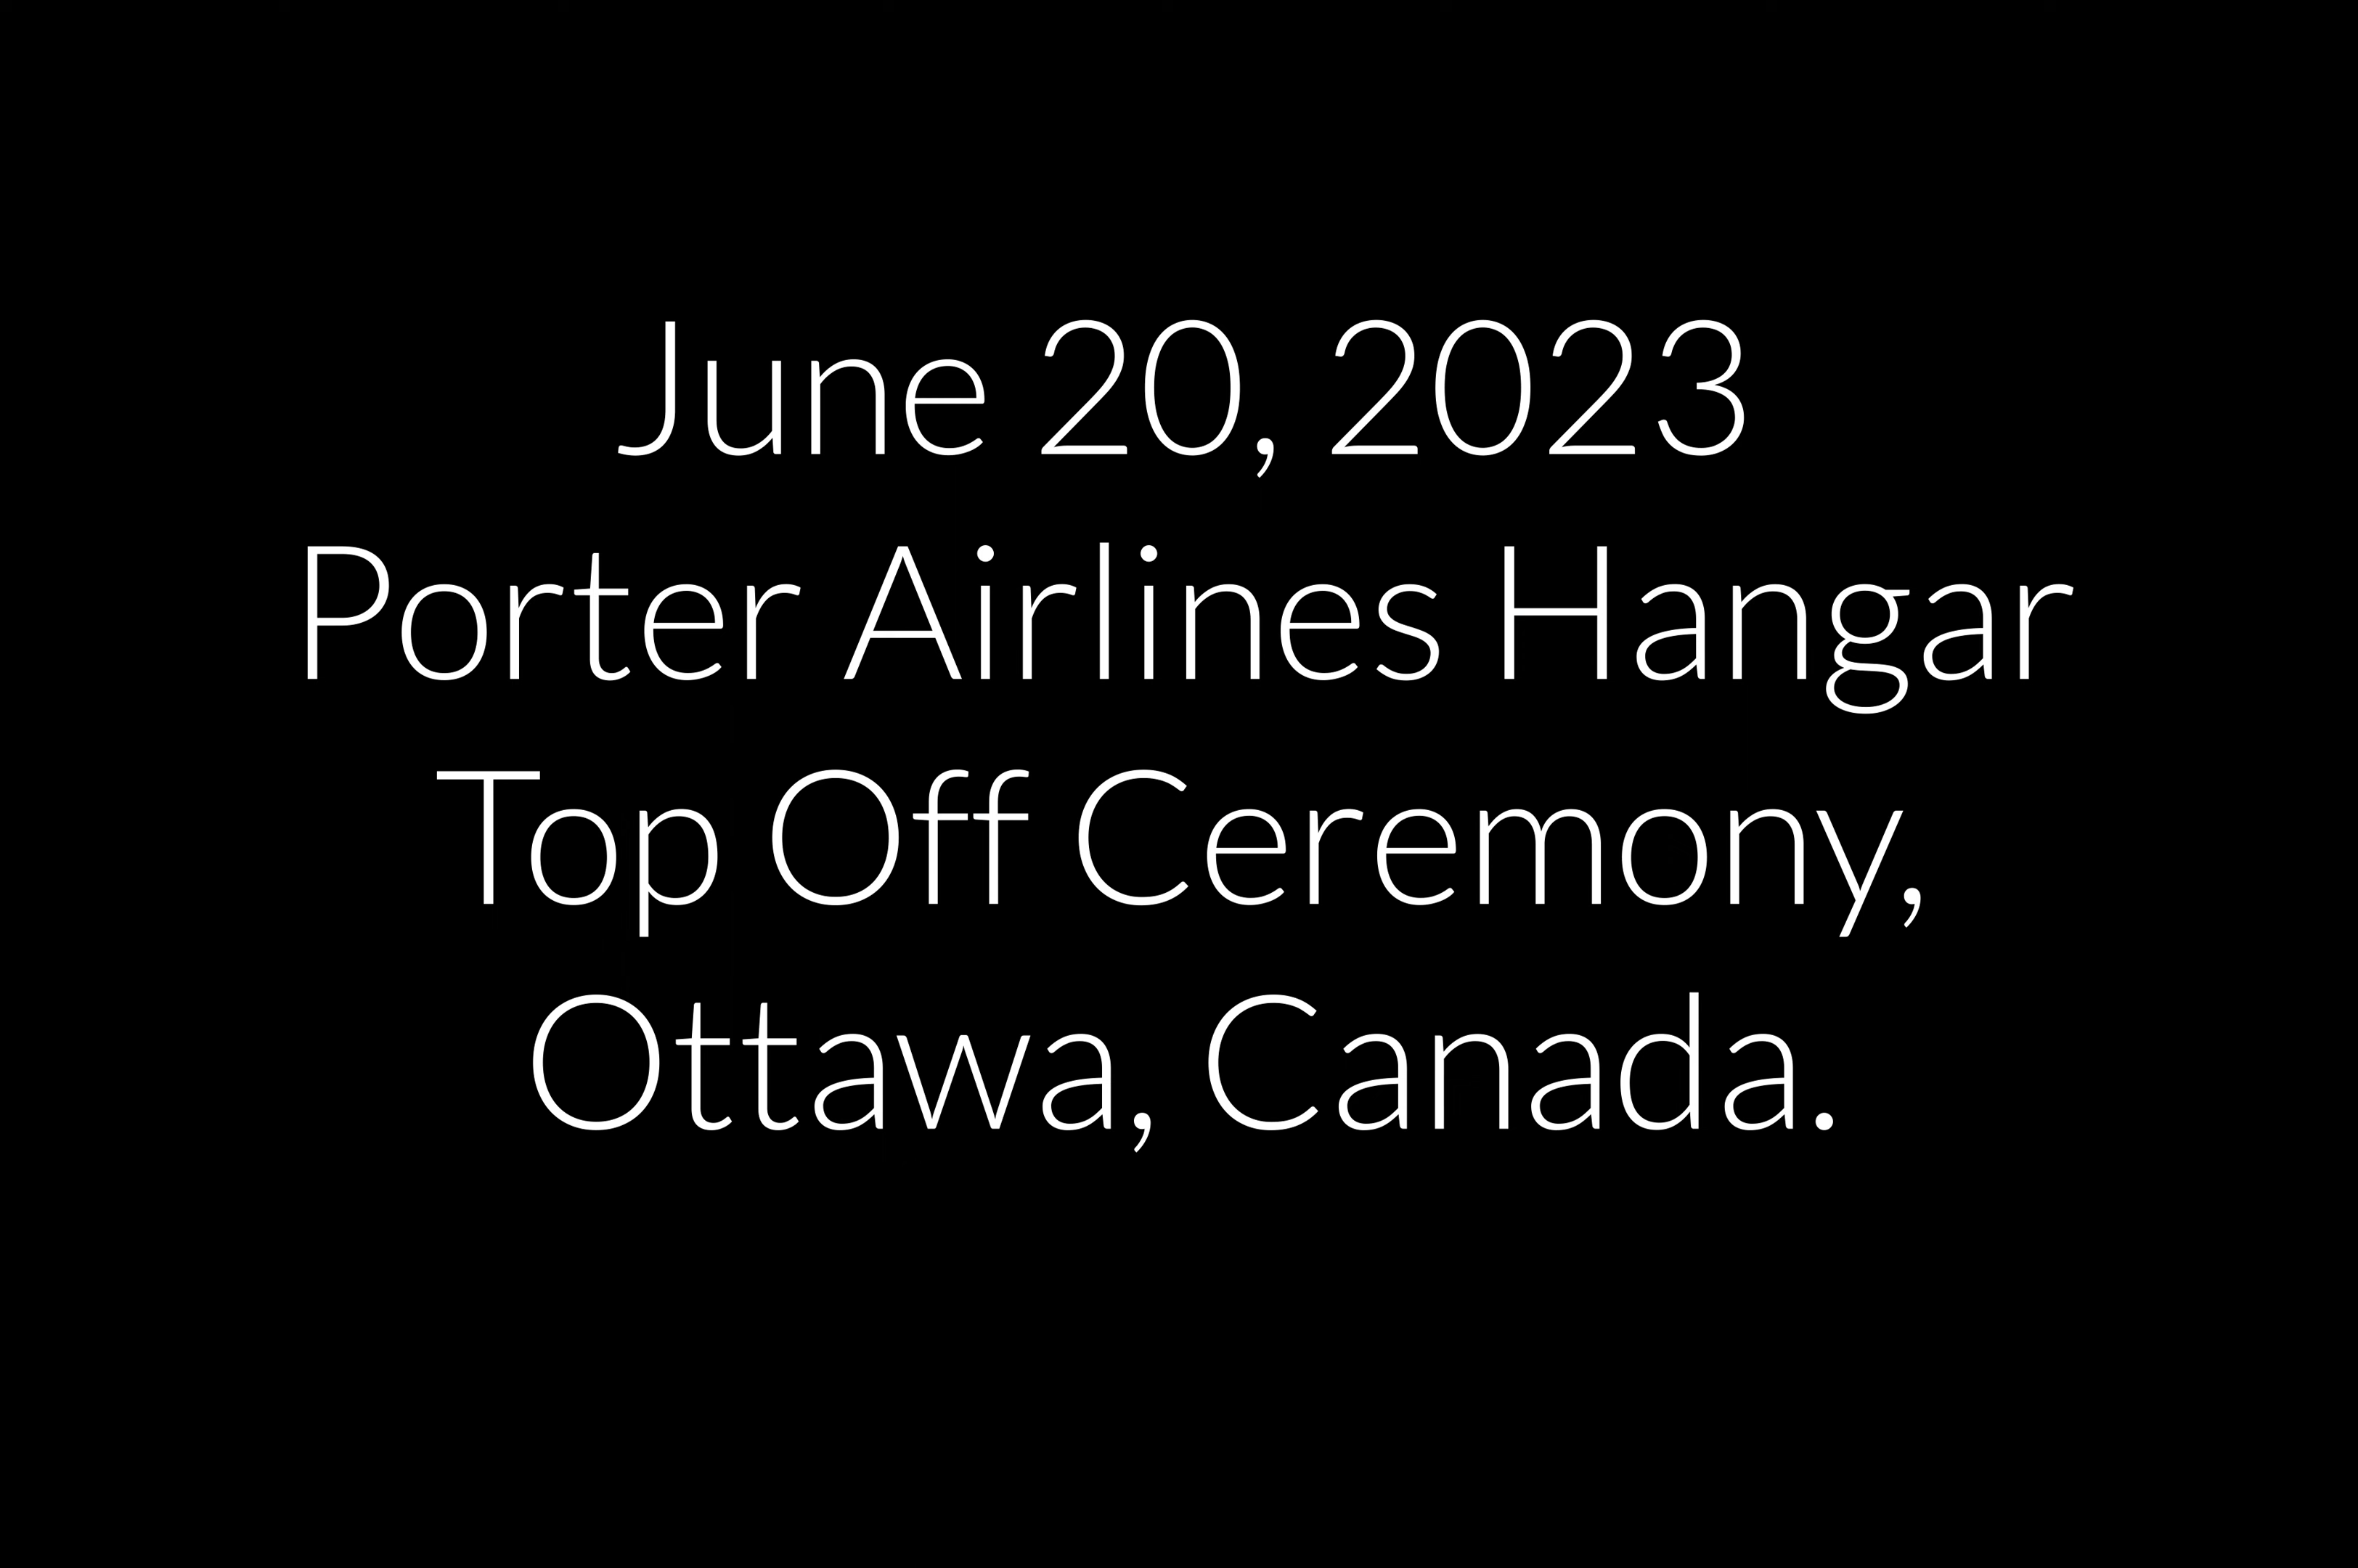 June 20, 2023
Porter Airlines Hangar
Top Off Ceremony,
Ottawa, Canada.